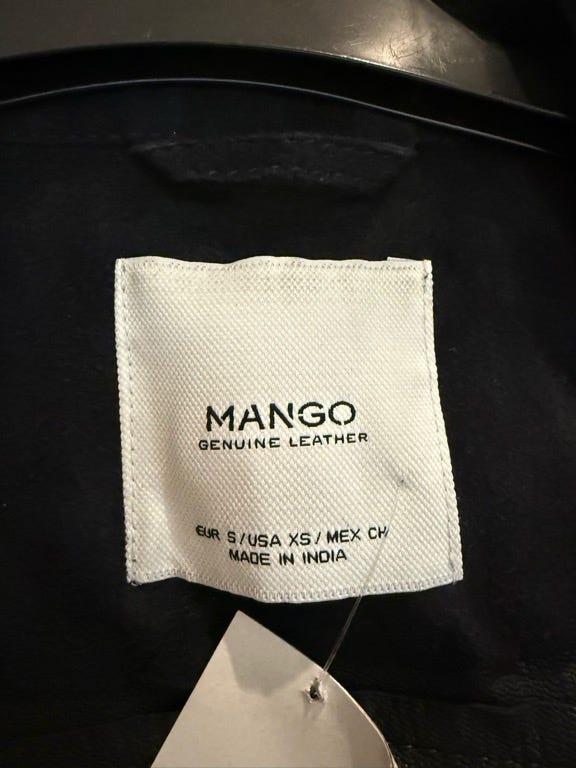 MANGO
GENUINE LEATHER
EUR S/USA XS/MEX CH
MADE IN INDIA